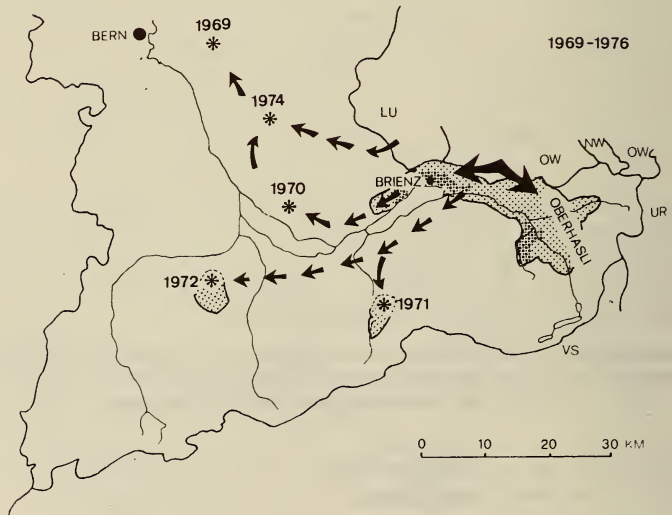 1969
BERN
1969-1976
1974
LU
NW
OW
OW
BRIENZ
OBERHASLI
UR
1970
1972
1971
VS
0 10 20 30 KM